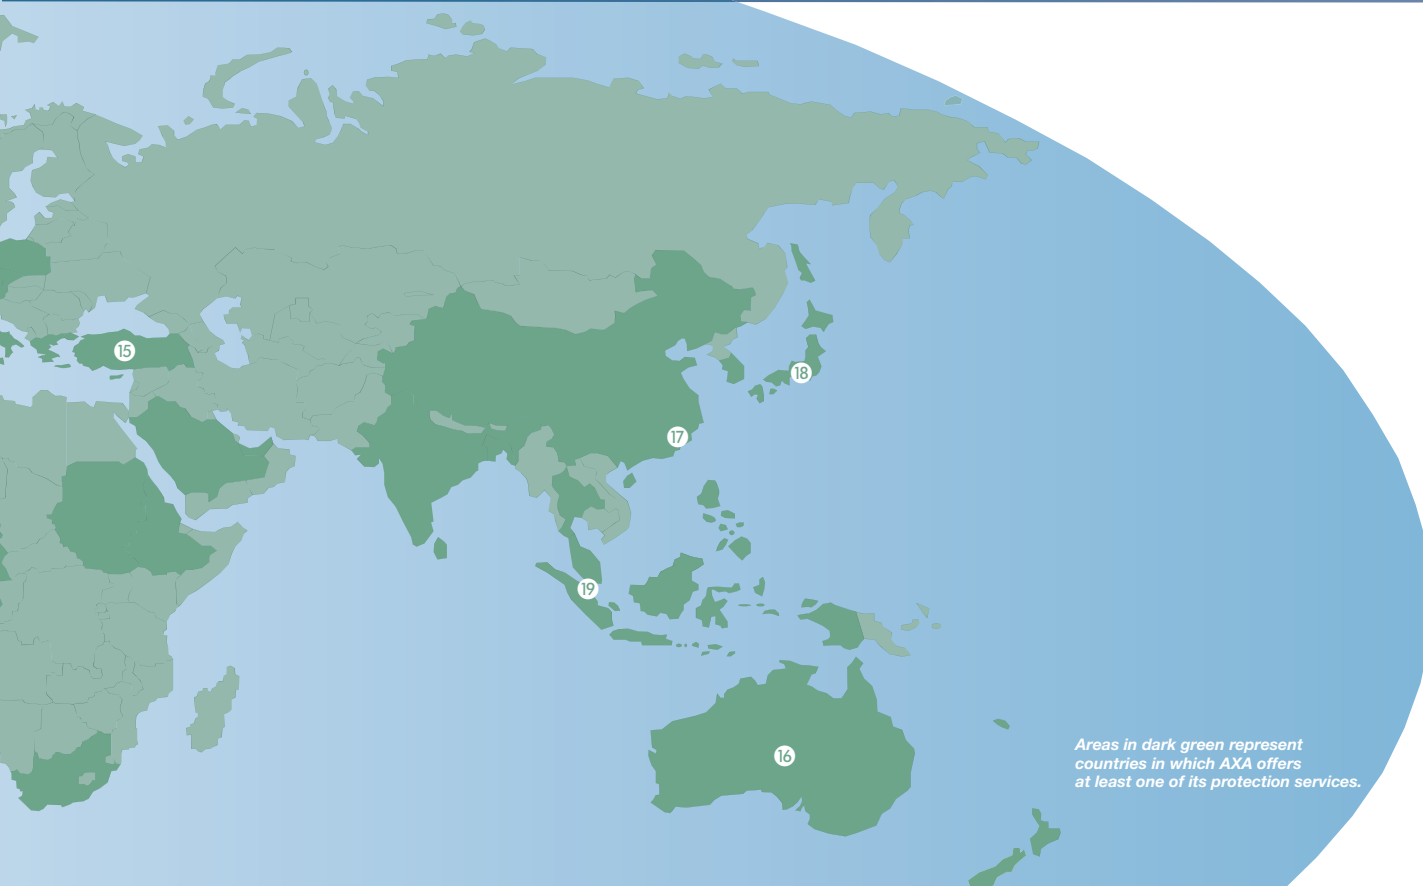 15
18
17
19
16
Areas in dark green represent
countries in which AXA offers
at least one of its protection services.